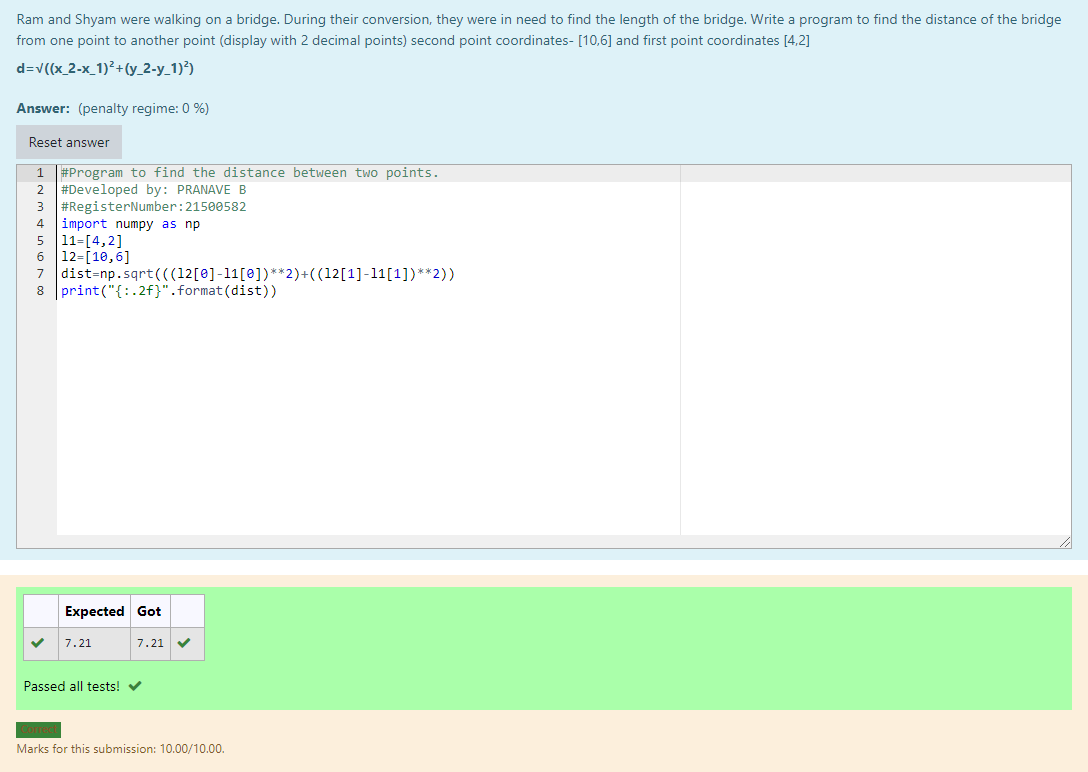 Ram and Shyam were walking on a bridge. During their conversion, they were in need to find the length of the bridge. Write a program to find the distance of the bridge
from one point to another point (display with 2 decimal points) second point coordinates- [10,6] and first point coordinates [4,2]
d=√((x_2-x_1)²+(y_2-y_1)²)
Answer: (penalty regime: 0 %)
Reset answer
1 #Program to find the distance between two points.
2 #Developed by: PRANAVE B
3 #RegisterNumber:21500582
4 import numpy as np
5 l1=[4,2]
6 l2=[10,6]
7 dist=np.sqrt(((l2[0]-l1[0])**2)+((l2[1]-l1[1])**2))
8 print("{:.2f}".format(dist))
Expected Got
7.21 7.21
Passed all tests!
Correct
Marks for this submission: 10.00/10.00.